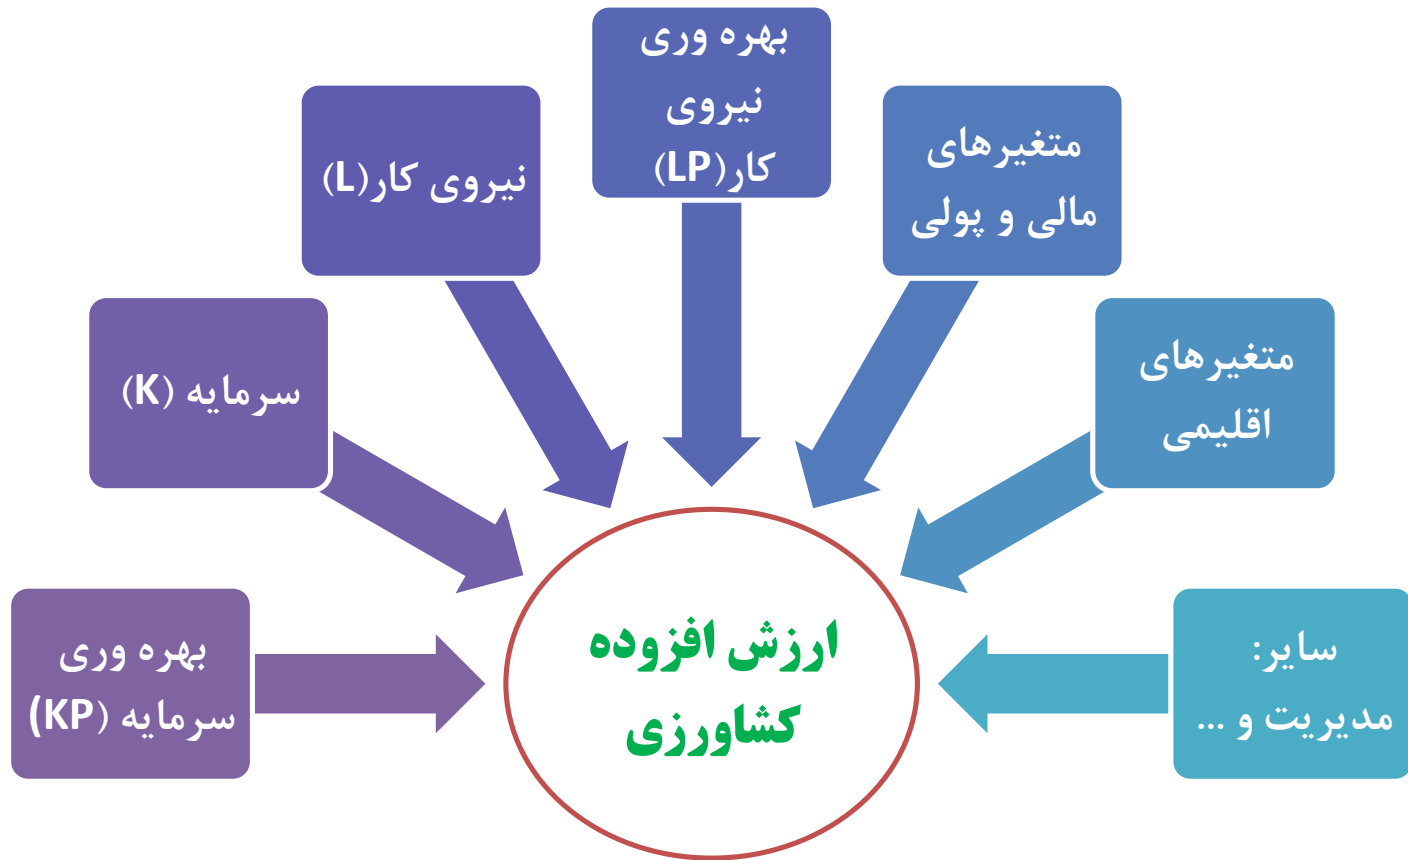 بهره وری
نیروی
کار(LP)
متغیرهای
مالی و پولی
نیروی کار(L)
متغیرهای
اقلیمی
سرمایه (K)
سایر:
مدیریت و ...
بهره وری
سرمایه (KP)
ارزش افزوده
کشاورزی